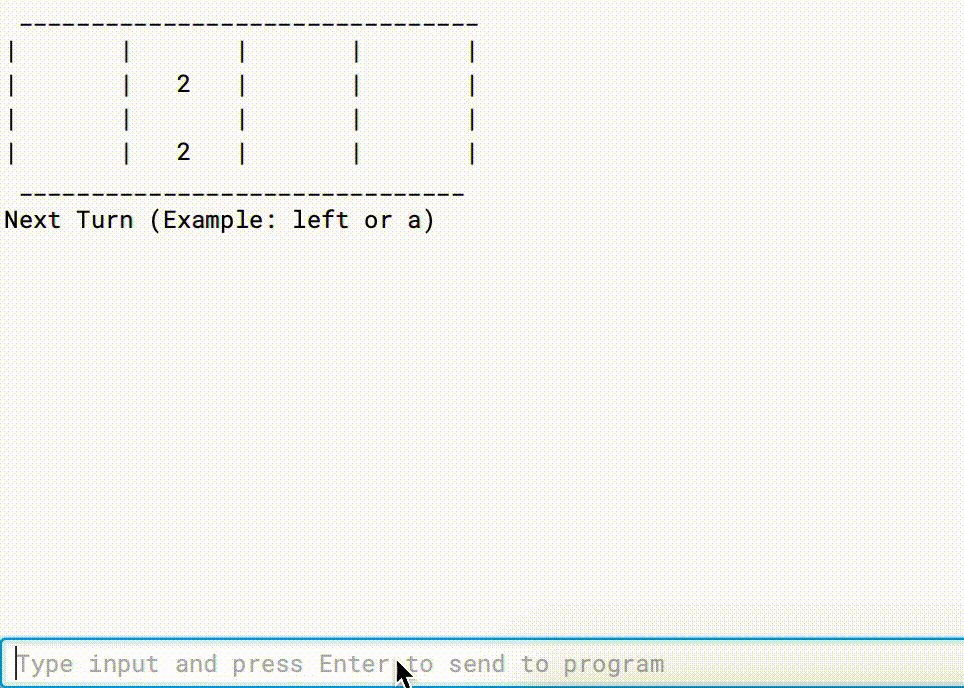 --------------------------------
|       |       |       |       |
|       |   2   |       |       |
|       |       |       |       |
|       |   2   |       |       |
 -------------------------------
Next Turn (Example: left or a)
Type input and press Enter to send to program